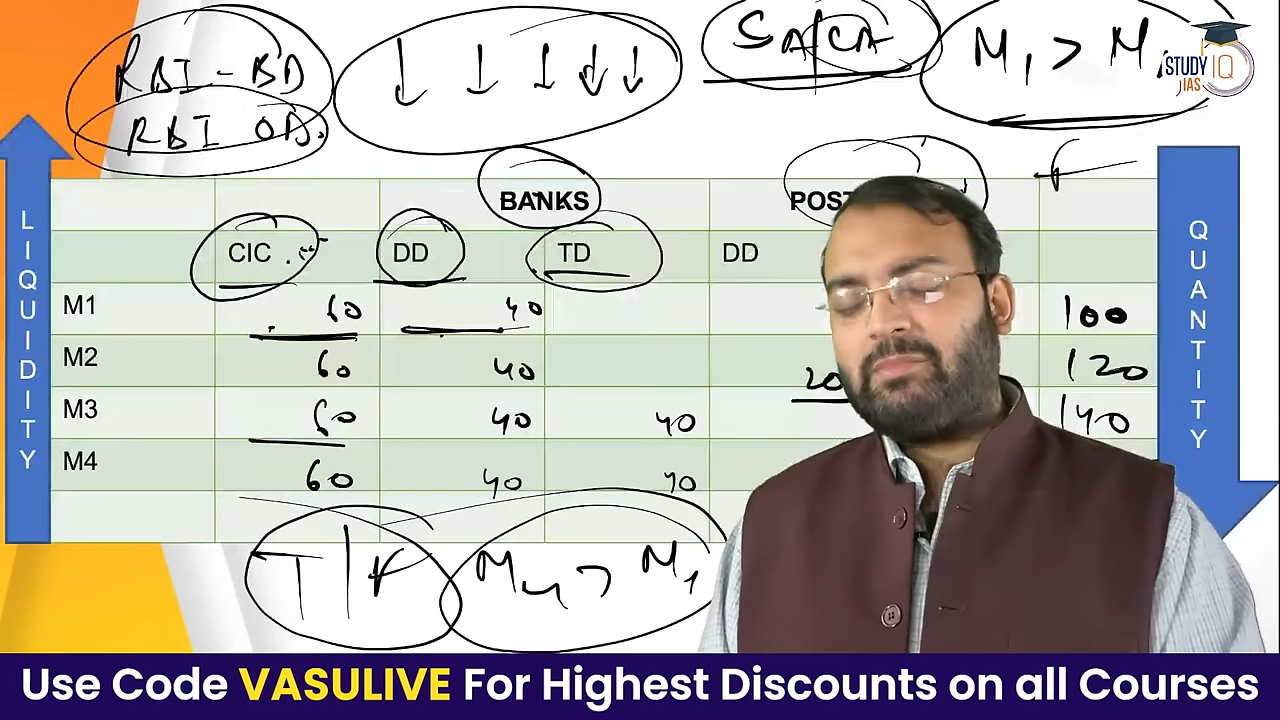 RBI-BD
RBI OD.
SA/CA
M1 > M
STUDY IQ
IAS
LIQUIDITY
BANKS
POST
CIC
DD
TD
DD
M1 60 40 100
M2 60 40 20 120
M3 60 40 40 140
M4 60 40 40
QUANTITY
T/F
M4 > M1
Use Code VASULIVE For Highest Discounts on all Courses